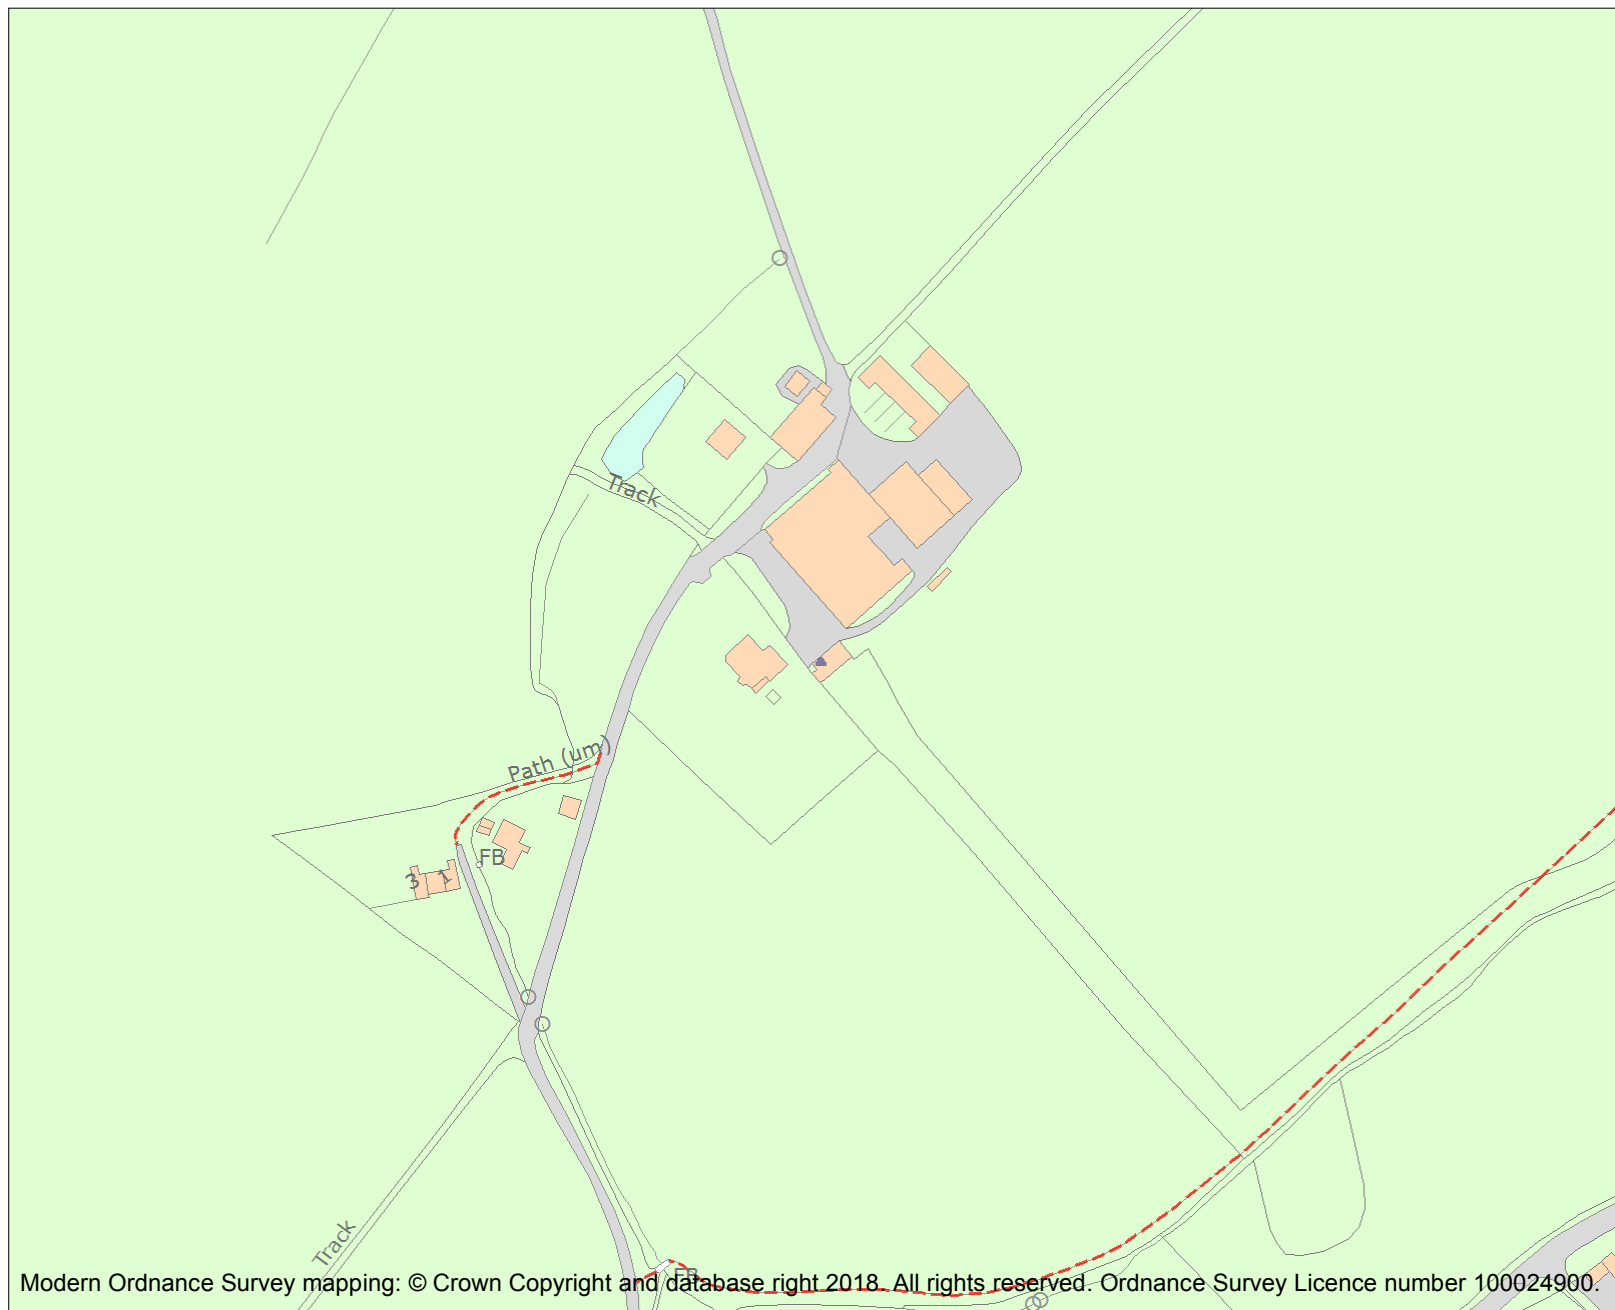 Track
Path (um)
FB
3
1
Track
FB
Modern Ordnance Survey mapping: © Crown Copyright and database right 2018. All rights reserved. Ordnance Survey Licence number 100024900.